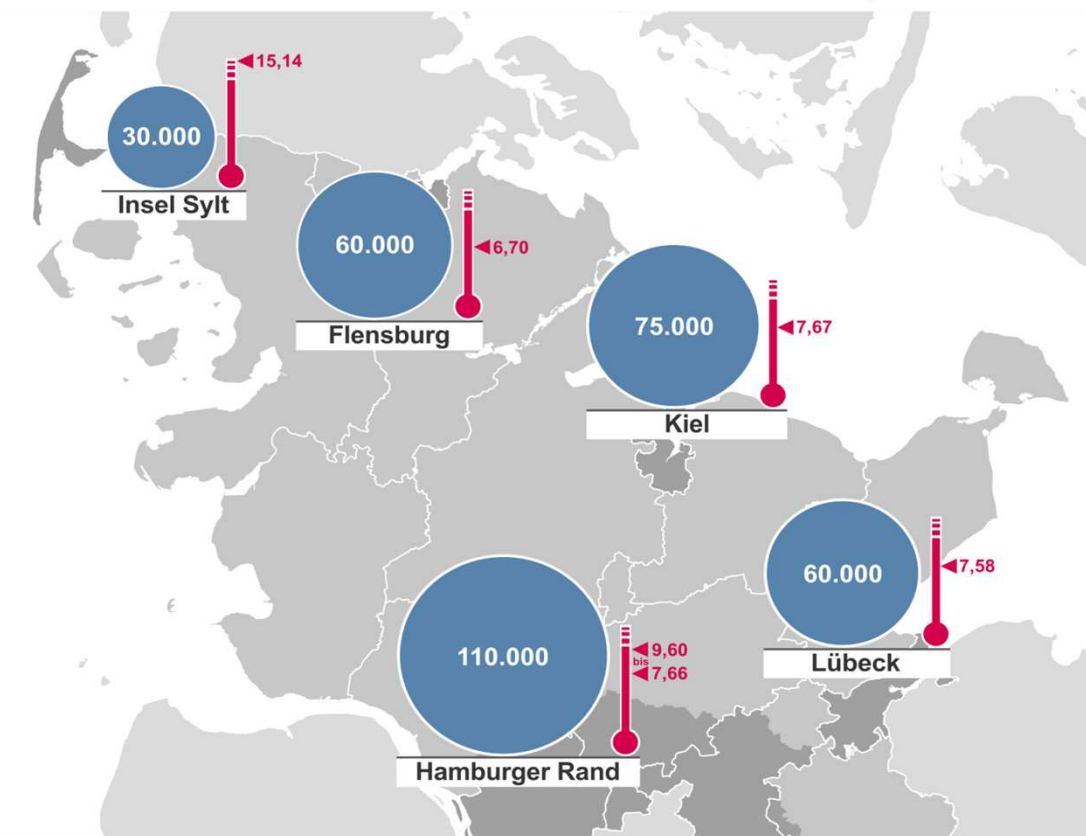 15,14
30.000
Insel Sylt
60.000
6,70
Flensburg
75.000
7,67
Kiel
60.000
7,58
Lübeck
110.000
9,60
bis
7,66
Hamburger Rand